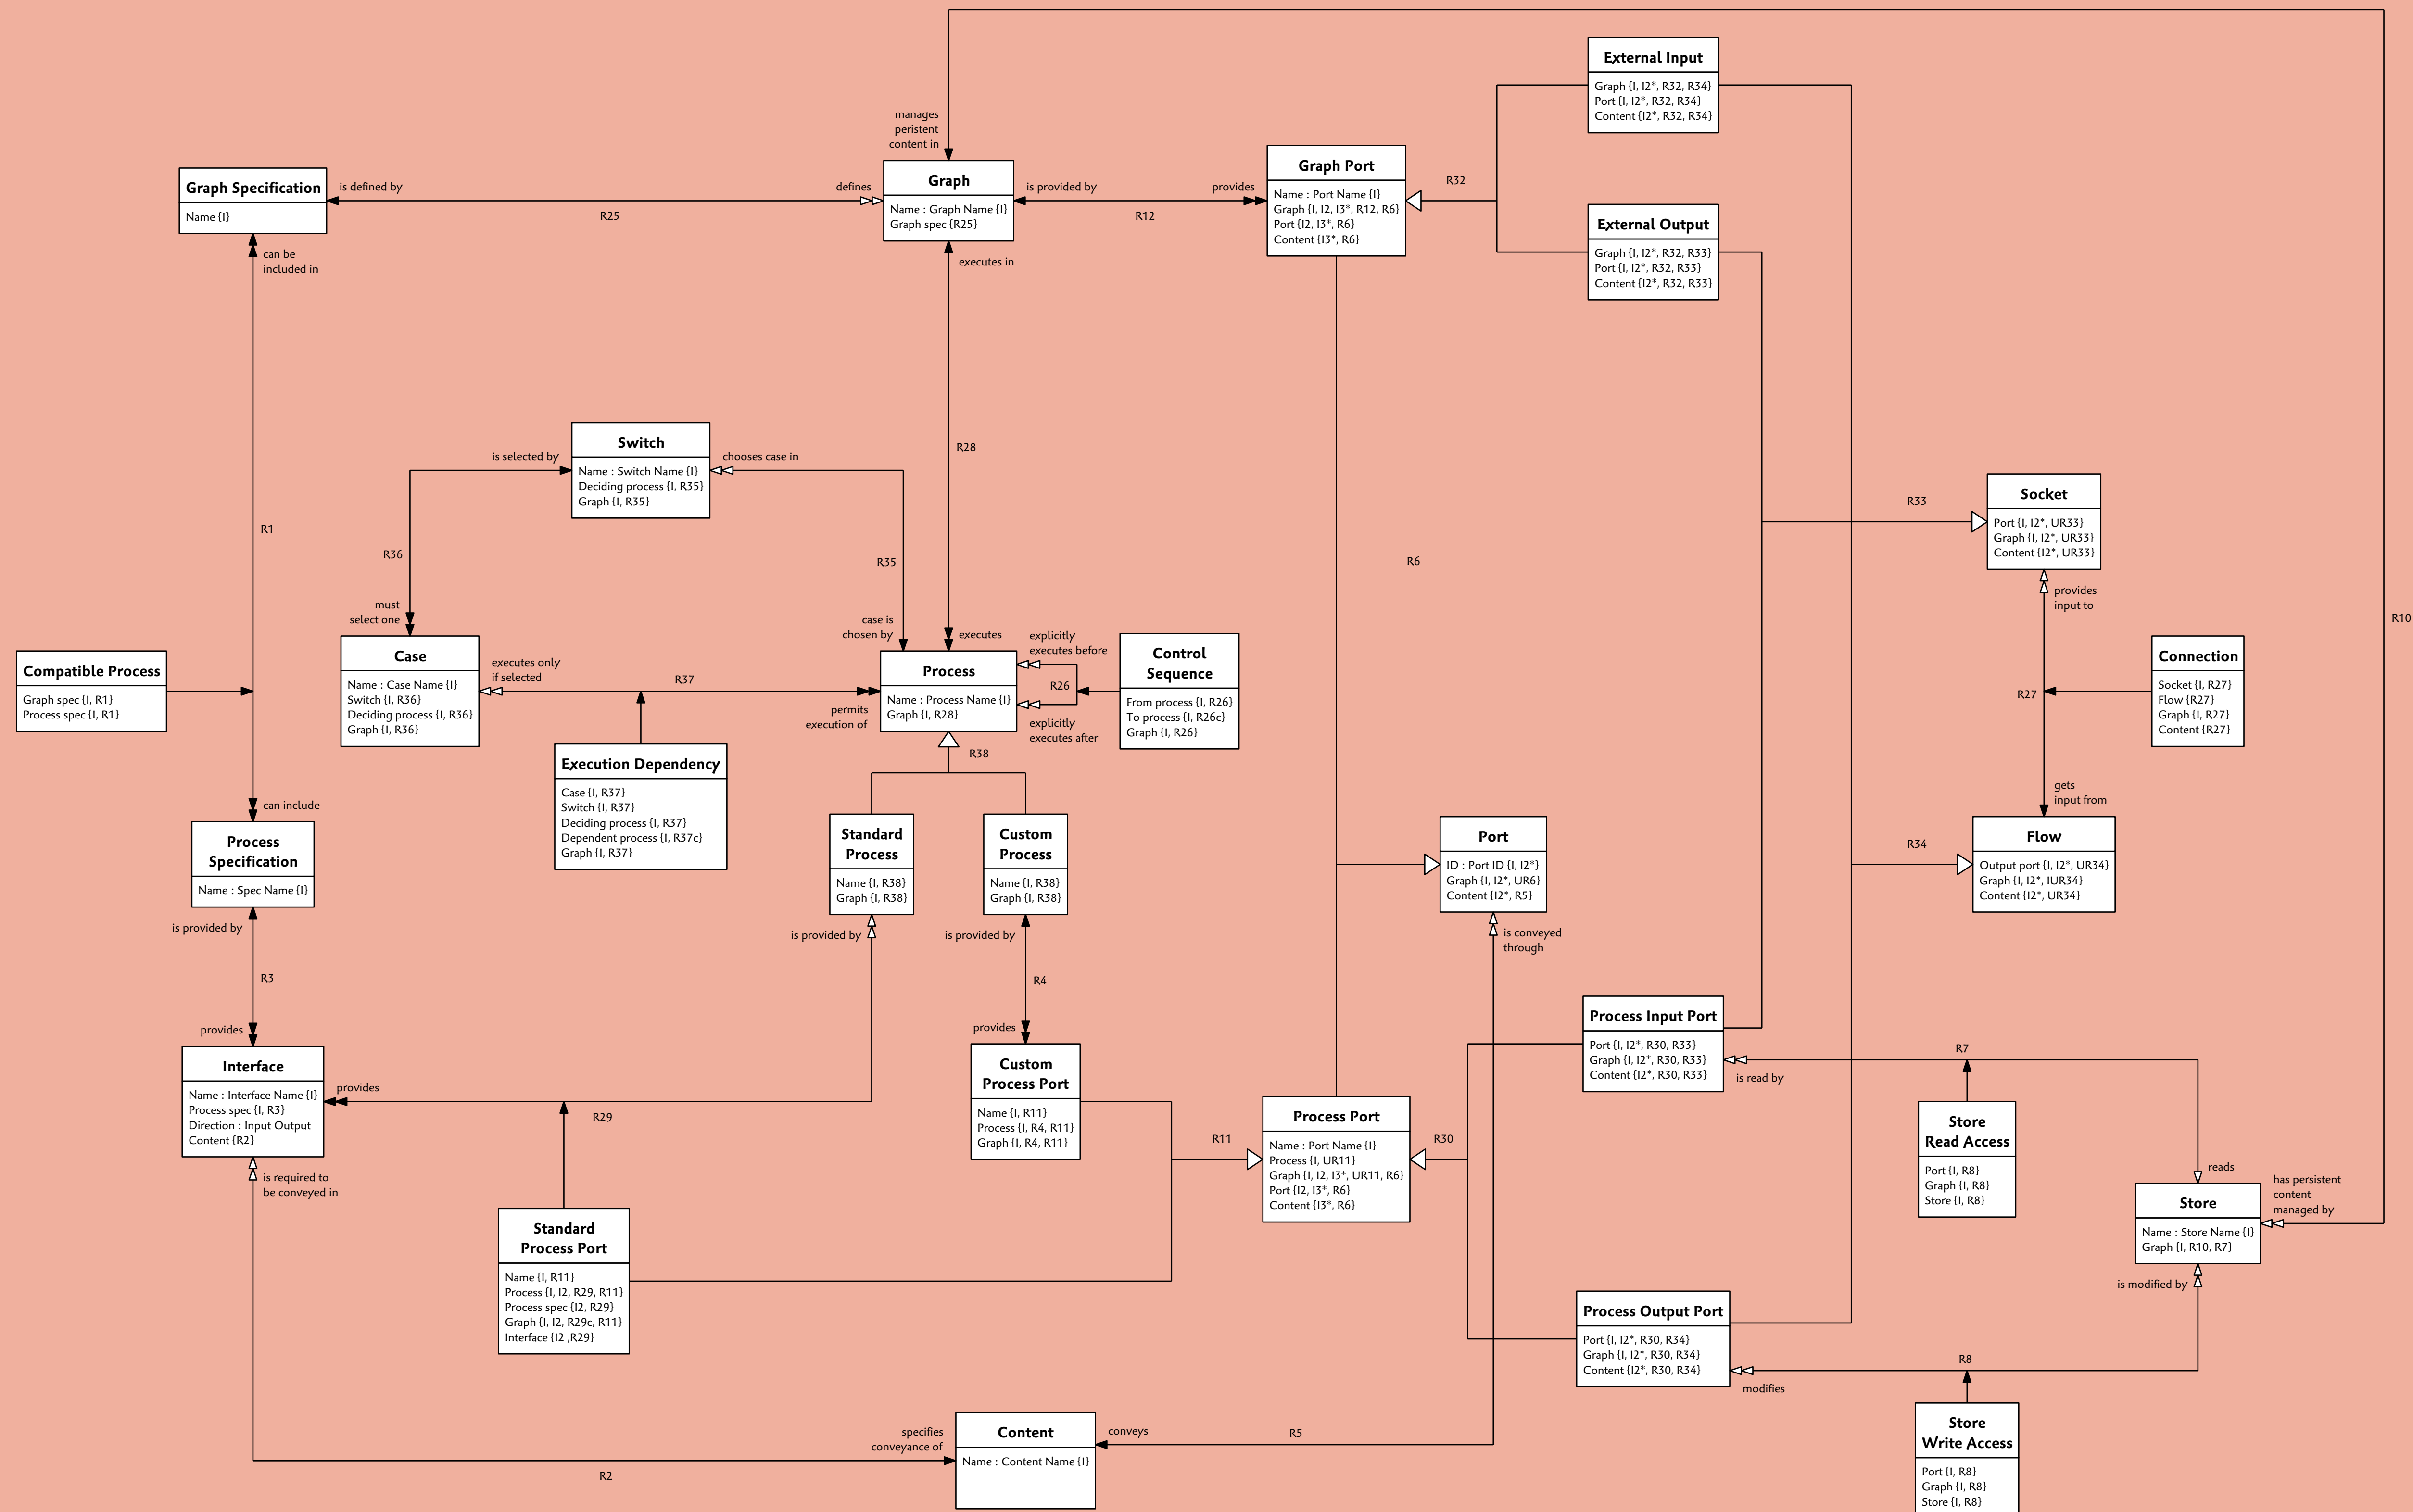 External Input
Graph {I, I2*, R32, R34}
Port {I, I2*, R32, R34}
Content {I2*, R32, R34}
manages
peristent
content in
Graph Specification
Name {I}
is defined by
R25
defines
Graph
Name : Graph Name {I}
Graph spec {R25}
is provided by
R12
provides
Graph Port
Name : Port Name {I}
Graph {I, I2, I3*, R12, R6}
Port {I2, I3*, R6}
Content {I3*, R6}
R32
External Output
Graph {I, I2*, R32, R33}
Port {I, I2*, R32, R33}
Content {I2*, R32, R33}
can be
included in
executes in
R1
R28
Switch
Name : Switch Name {I}
Deciding process {I, R35}
Graph {I, R35}
is selected by
chooses case in
R36
R35
R6
R33
Socket
Port {I, I2*, UR33}
Graph {I, I2*, UR33}
Content {I2*, UR33}
provides
input to
R10
must
select one
case is
chosen by
executes
explicitly
executes before
Compatible Process
Graph spec {I, R1}
Process spec {I, R1}
Case
Name : Case Name {I}
Switch {I, R36}
Deciding process {I, R36}
Graph {I, R36}
executes only
if selected
R37
permits
execution of
Process
Name : Process Name {I}
Graph {I, R28}
R26
explicitly
executes after
Control
Sequence
From process {I, R26}
To process {I, R26c}
Graph {I, R26}
R27
Connection
Socket {I, R27}
Flow {R27}
Graph {I, R27}
Content {R27}
Execution Dependency
Case {I, R37}
Switch {I, R37}
Deciding process {I, R37}
Dependent process {I, R37c}
Graph {I, R37}
R38
can include
gets
input from
Process
Specification
Name : Spec Name {I}
Standard
Process
Name {I, R38}
Graph {I, R38}
Custom
Process
Name {I, R38}
Graph {I, R38}
Port
ID : Port ID {I, I2*}
Graph {I, I2*, UR6}
Content {I2*, R5}
R34
Flow
Output port {I, I2*, UR34}
Graph {I, I2*, IUR34}
Content {I2*, UR34}
is provided by
is provided by
is provided by
is conveyed
through
R3
R4
provides
provides
Interface
Name : Interface Name {I}
Process spec {I, R3}
Direction : Input Output
Content {R2}
provides
R29
Custom
Process Port
Name {I, R11}
Process {I, R4, R11}
Graph {I, R4, R11}
R11
Process Port
Name : Port Name {I}
Process {I, UR11}
Graph {I, I2, I3*, UR11, R6}
Port {I2, I3*, R6}
Content {I3*, R6}
R30
Process Input Port
Port {I, I2*, R30, R33}
Graph {I, I2*, R30, R33}
Content {I2*, R30, R33}
is read by
R7
Store
Read Access
Port {I, R8}
Graph {I, R8}
Store {I, R8}
reads
has persistent
content
managed by
is required to
be conveyed in
Store
Name : Store Name {I}
Graph {I, R10, R7}
is modified by
Standard
Process Port
Name {I, R11}
Process {I, I2, R29, R11}
Process spec {I2, R29}
Graph {I, I2, R29c, R11}
Interface {I2 ,R29}
Process Output Port
Port {I, I2*, R30, R34}
Graph {I, I2*, R30, R34}
Content {I2*, R30, R34}
modifies
R8
Store
Write Access
Port {I, R8}
Graph {I, R8}
Store {I, R8}
specifies
conveyance of
R2
Content
Name : Content Name {I}
conveys
R5